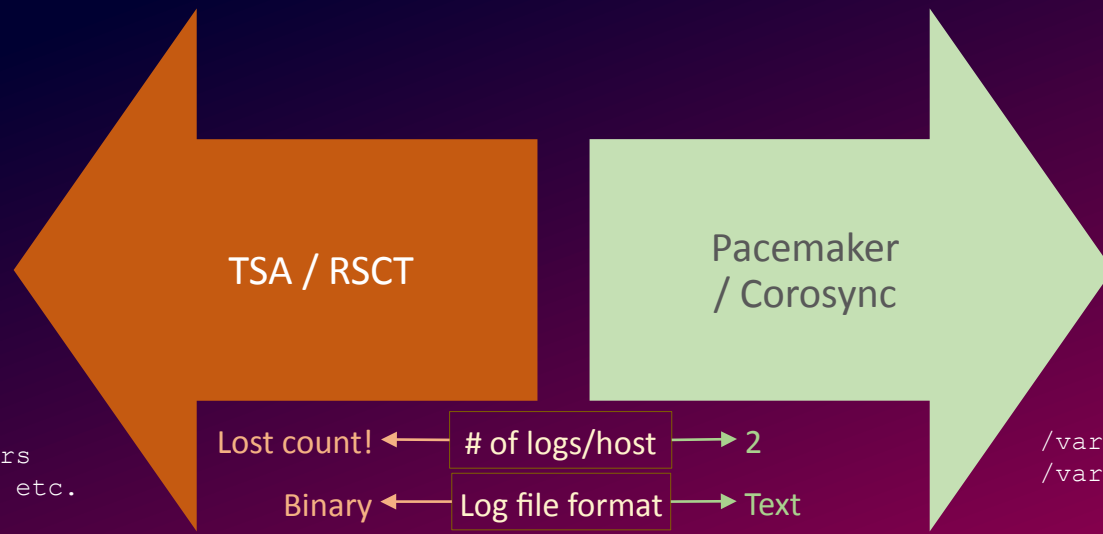 TSA / RSCT
Pacemaker
/ Corosync
Lost count! # of logs/host 2
rs
etc.
/var
/var
Binary Log file format Text